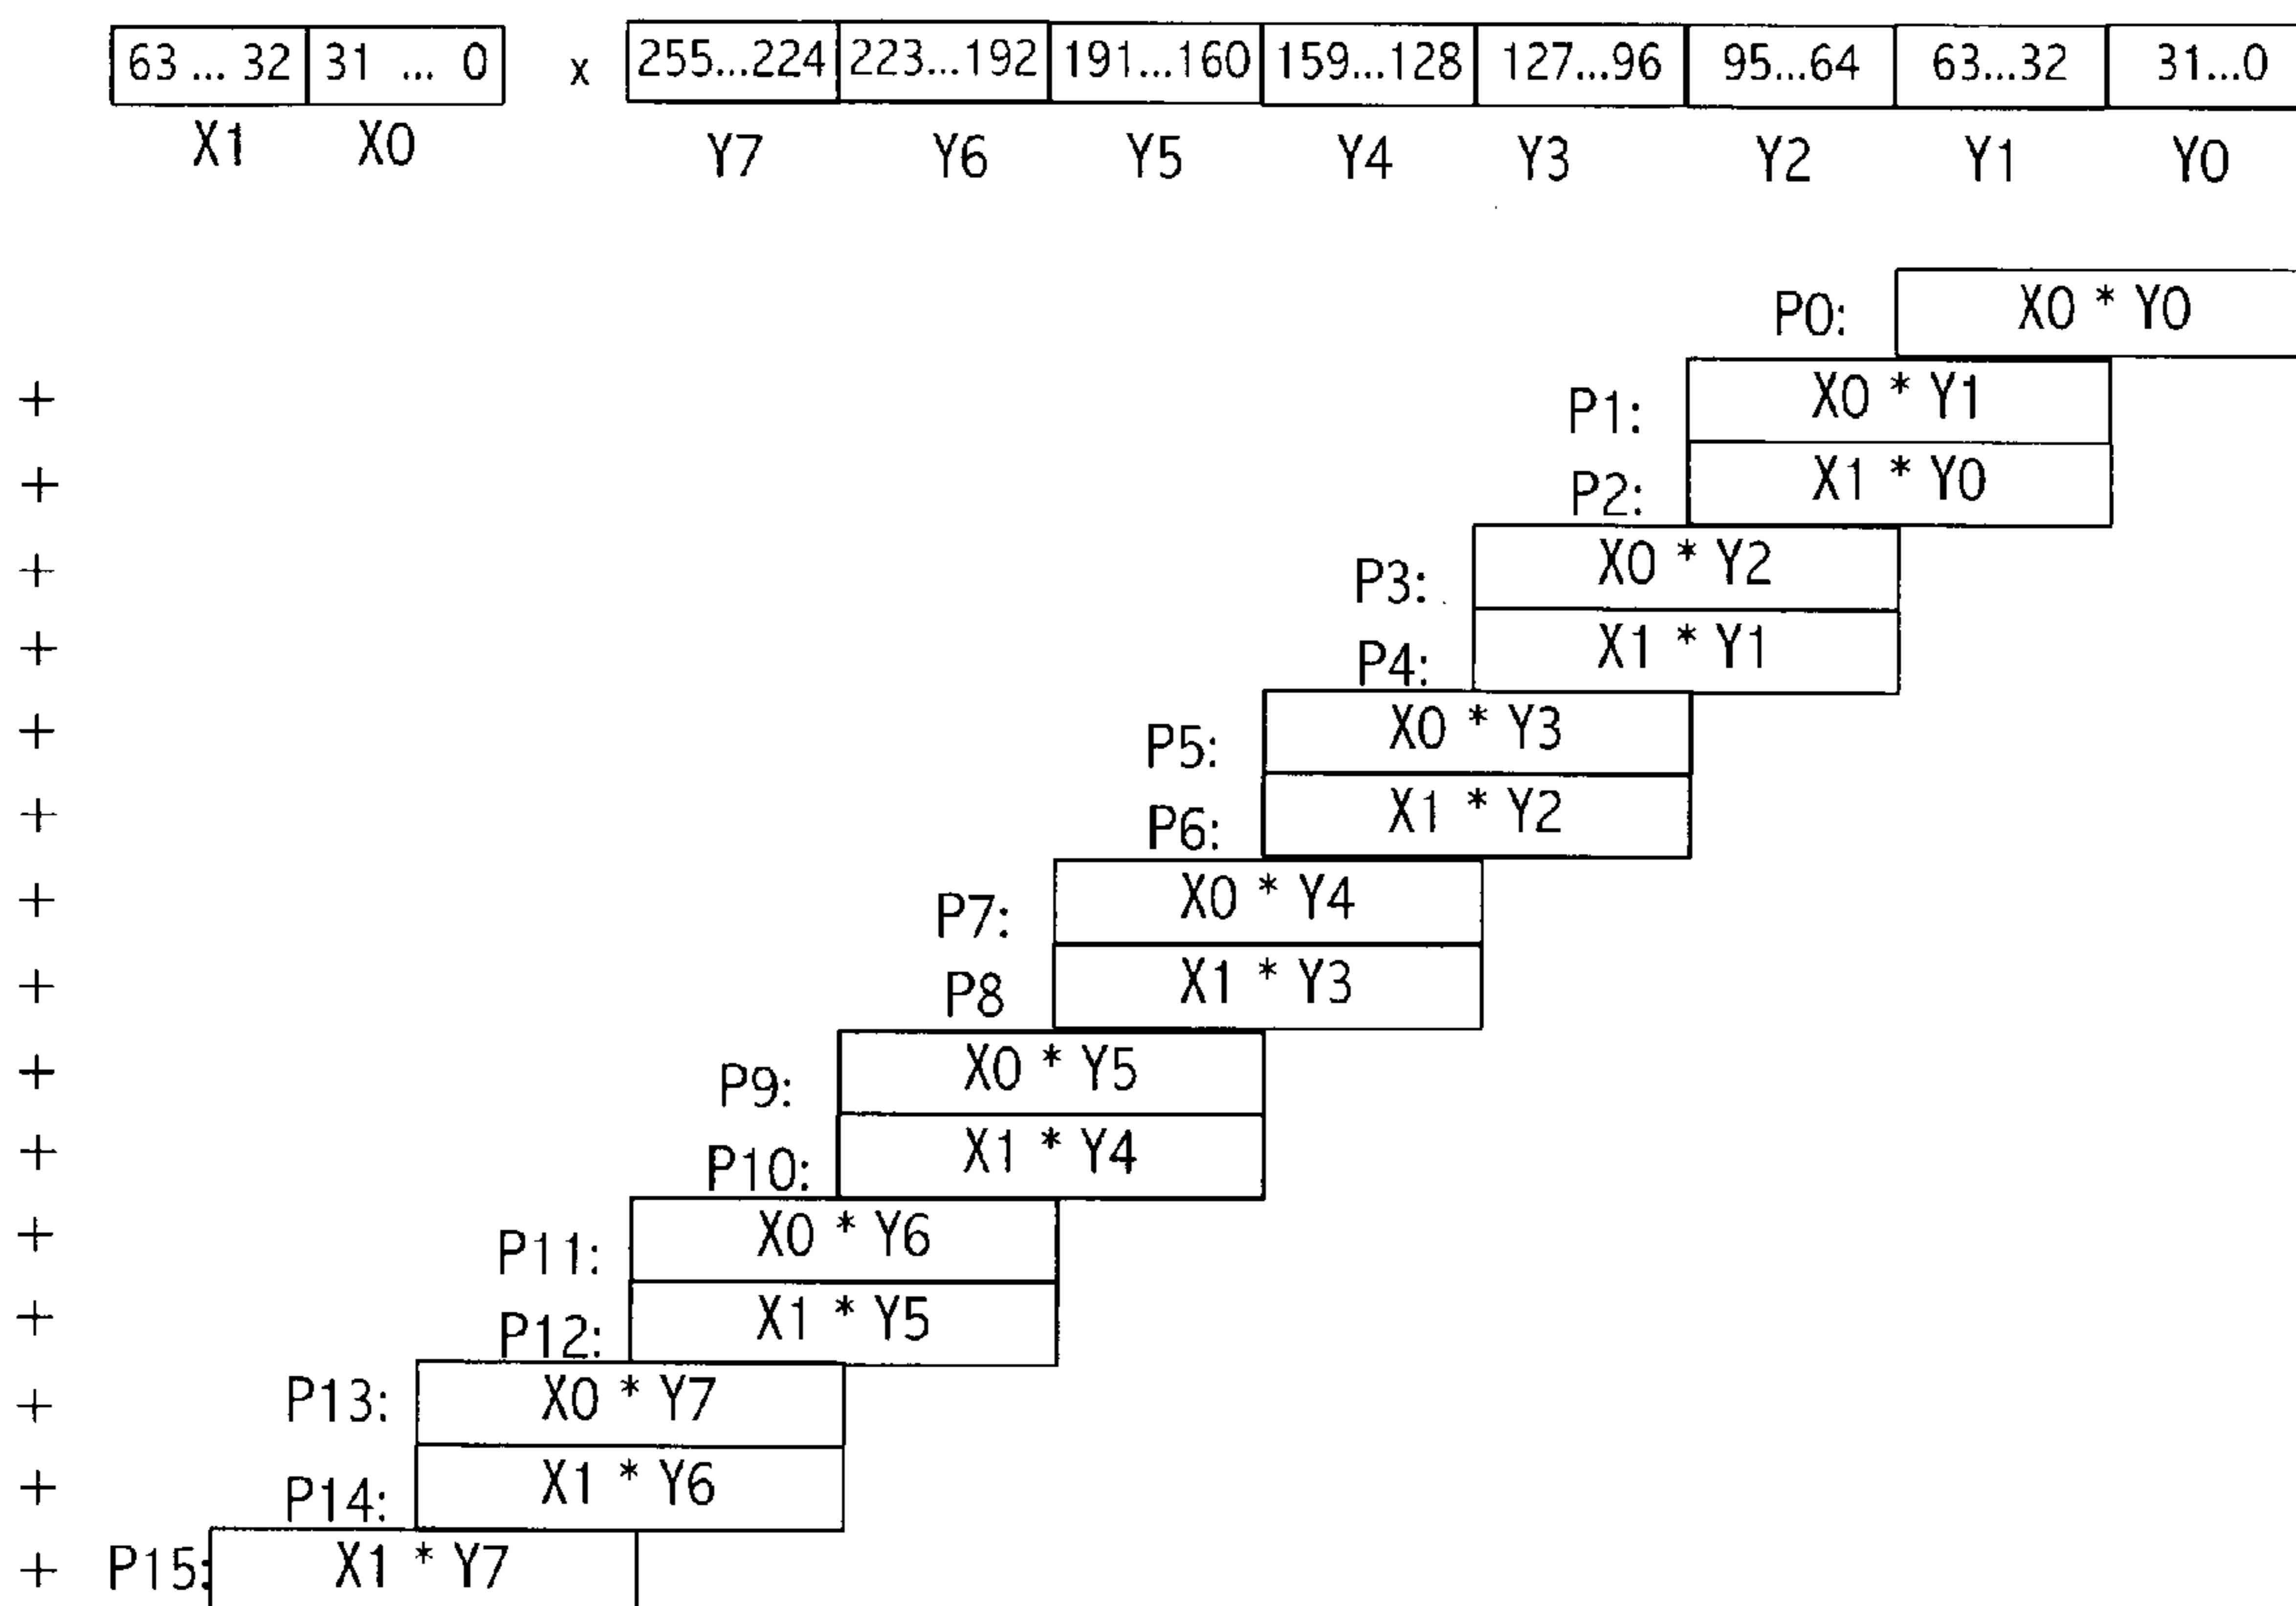 63 ... 32 31 ... 0 x 255...224 223...192 191...160 159...128 127...96 95...64 63...32 31...0
X1 X0 Y7 Y6 Y5 Y4 Y3 Y2 Y1 Y0
P0: X0 * Y0
+ P1: X0 * Y1
+ P2: X1 * Y0
+ P3: X0 * Y2
+ P4: X1 * Y1
+ P5: X0 * Y3
+ P6: X1 * Y2
+ P7: X0 * Y4
+ P8 X1 * Y3
+ P9: X0 * Y5
+ P10: X1 * Y4
+ P11: X0 * Y6
+ P12: X1 * Y5
+ P13: X0 * Y7
+ P14: X1 * Y6
+ P15: X1 * Y7